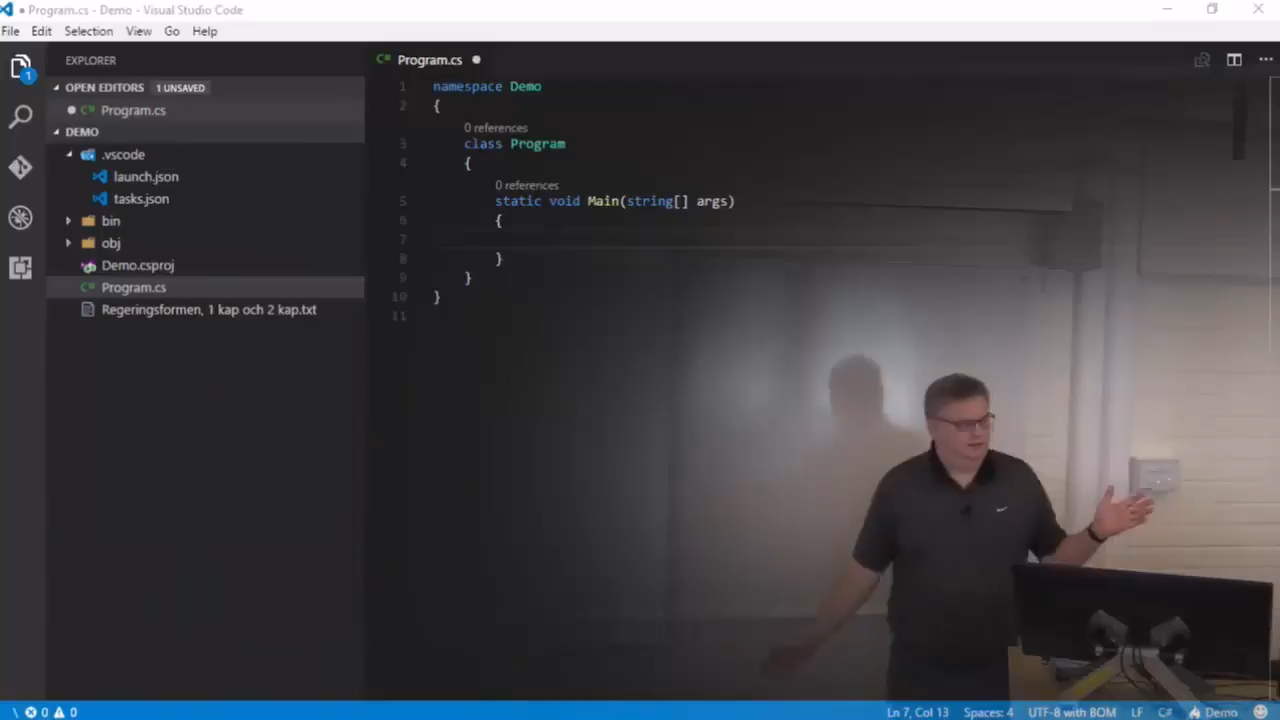 Program.cs - Demo - Visual Studio Code
File Edit Selection View Go Help
EXPLORER
OPEN EDITORS 1 UNSAVED
C# Program.cs
DEMO
.vscode
launch.json
tasks.json
bin
obj
Demo.csproj
C# Program.cs
Regeringsformen, 1 kap och 2 kap.txt
1
C# Program.cs
1 namespace Demo
2 {
0 references
3 class Program
4 {
0 references
5 static void Main(string[] args)
6 {
7
8 }
9 }
10 }
11
0 0
Ln 7, Col 13 Spaces: 4 UTF-8 with BOM LF C# Demo